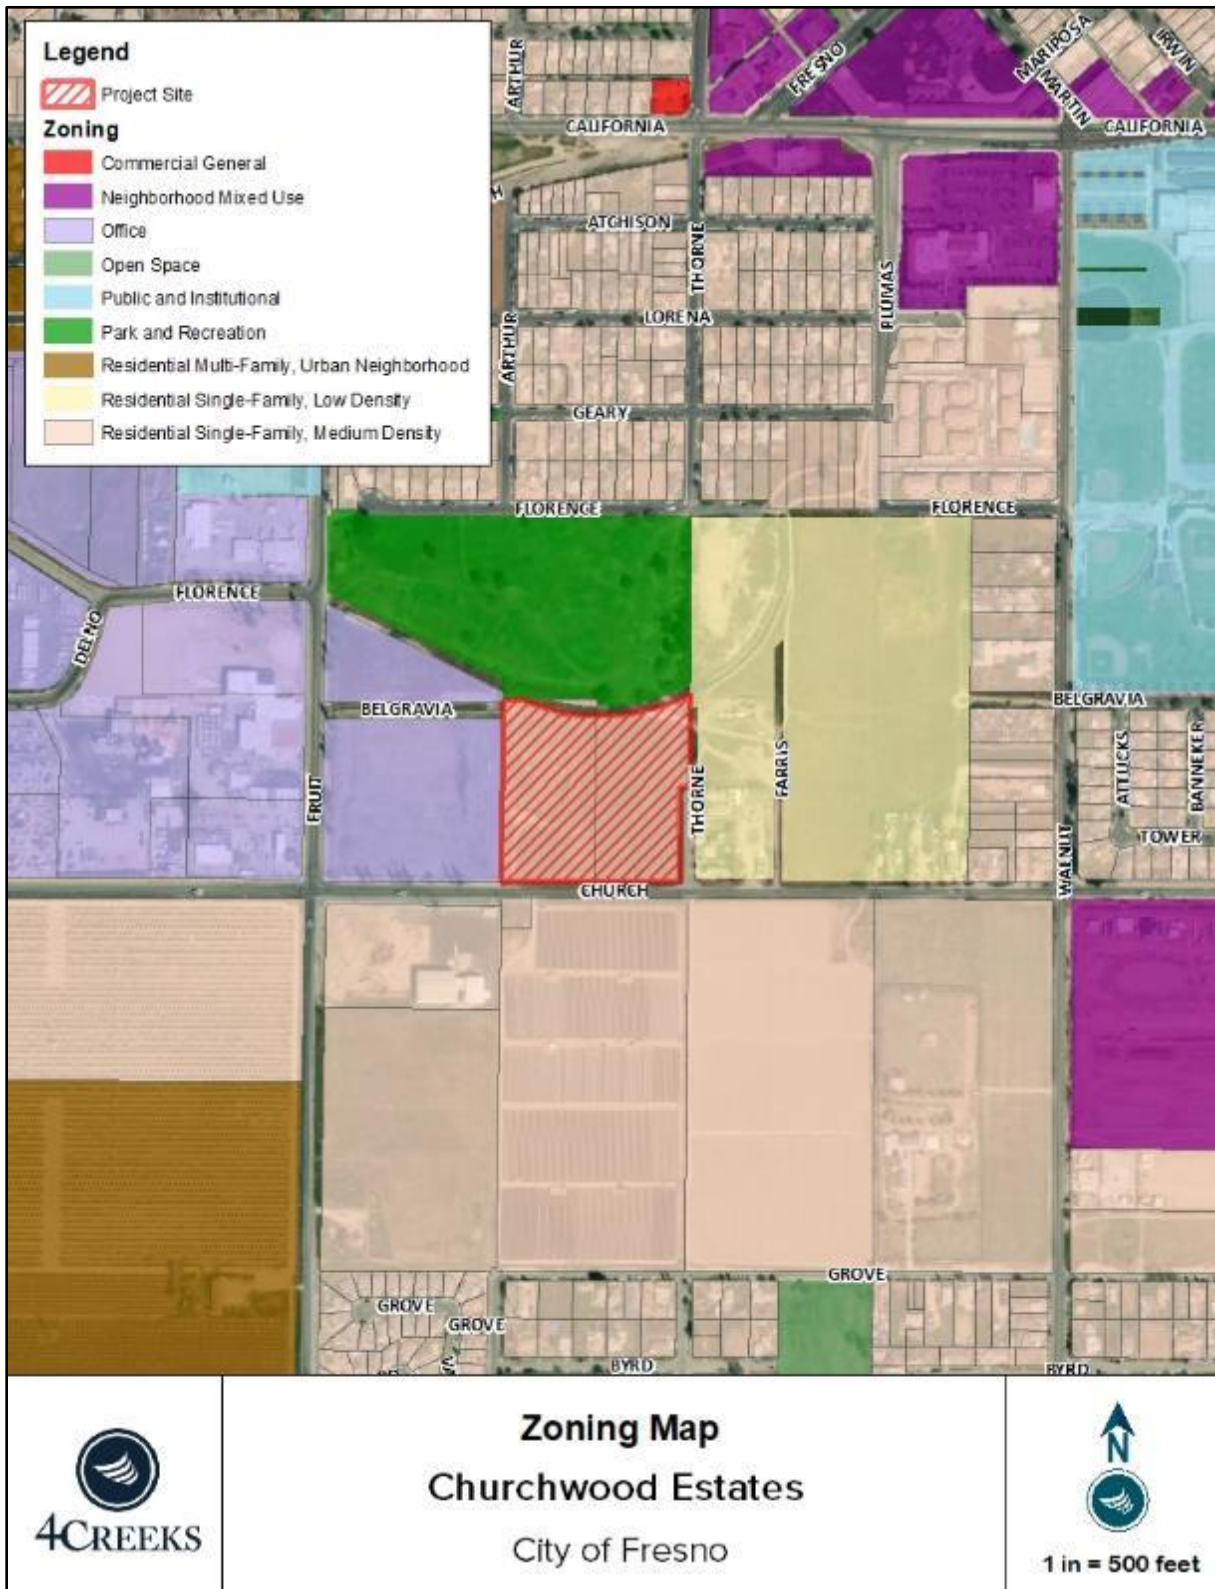 Legend
Project Site
Zoning
Commercial General
Neighborhood Mixed Use
Office
Open Space
Public and Institutional
Park and Recreation
Residential Multi-Family, Urban Neighborhood
Residential Single-Family, Low Density
Residential Single-Family, Medium Density
ARTHUR
FRESNO
MARIPOSA
IRWIN
MARTIN
CALIFORNIA
CALIFORNIA
ATCHISON
THORNE
PLUMAS
LORENA
ARTHUR
GEARY
FLORENCE
FLORENCE
FLORENCE
DELNO
BELGRAVIA
BELGRAVIA
FRUIT
THORNE
FARRIS
ATTUCKS
BANNEKER
TOWER
WALNUT
CHURCH
GROVE
GROVE
GROVE
BYRD
BYRD
4CREEKS
Zoning Map
Churchwood Estates
City of Fresno
N
1 in = 500 feet